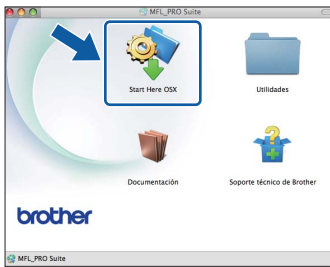 MFL_PRO Suite
Start Here OSX
Utilidades
Documentación
Soporte técnico de Brother
brother
MFL_PRO Suite